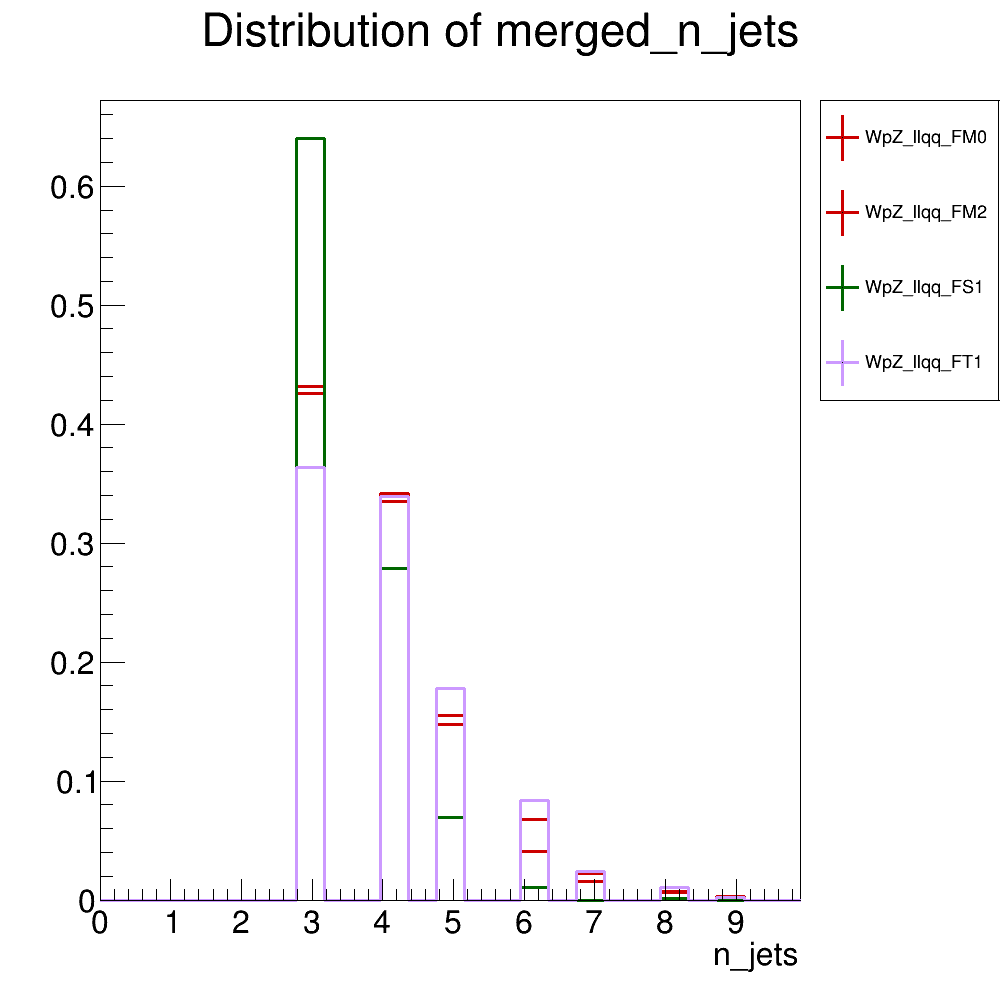 Distribution of merged_n_jets
WpZ_llqq_FM0
WpZ_llqq_FM2
WpZ_llqq_FS1
WpZ_llqq_FT1
0.6
0.5
0.4
0.3
0.2
0.1
0
0 1 2 3 4 5 6 7 8 9
n_jets